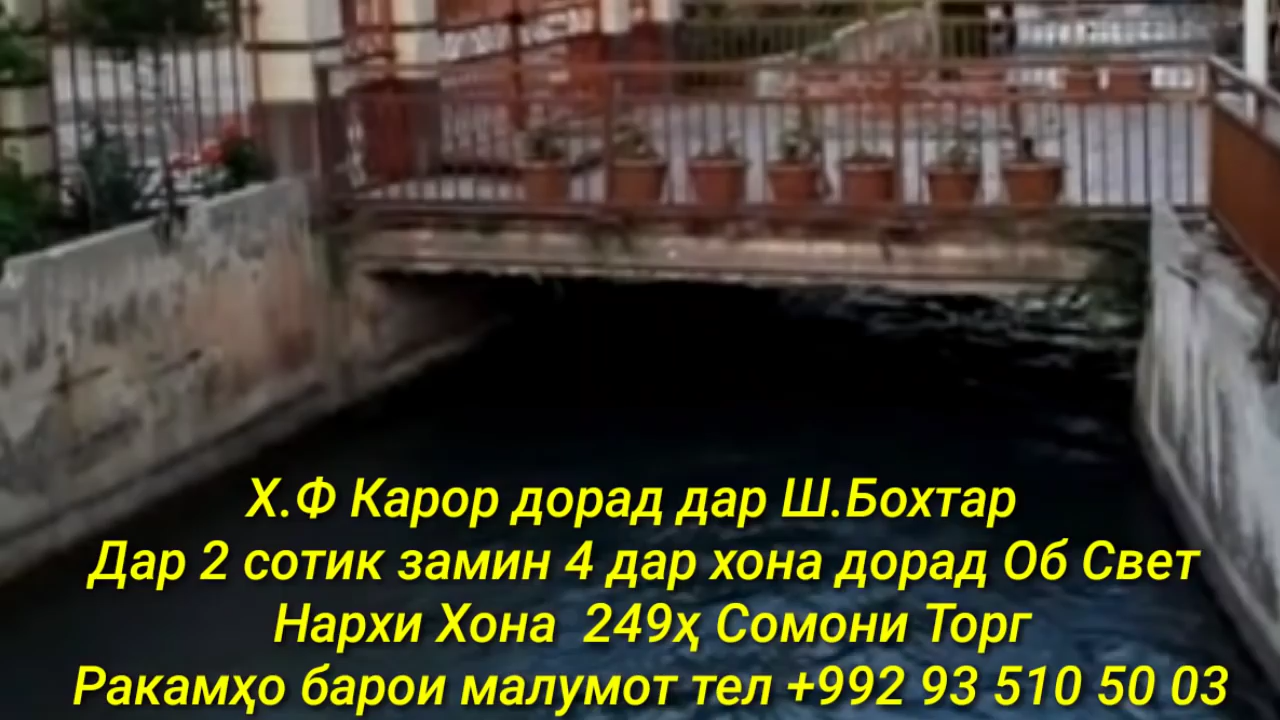 Х.Ф Карор дорад дар Ш.Бохтар
Дар 2 сотик замин 4 дар хона дорад Об Свет
Нархи Хона 249ҳ Сомони Торг
Ракамҳо барои малумот тел +992 93 510 50 03